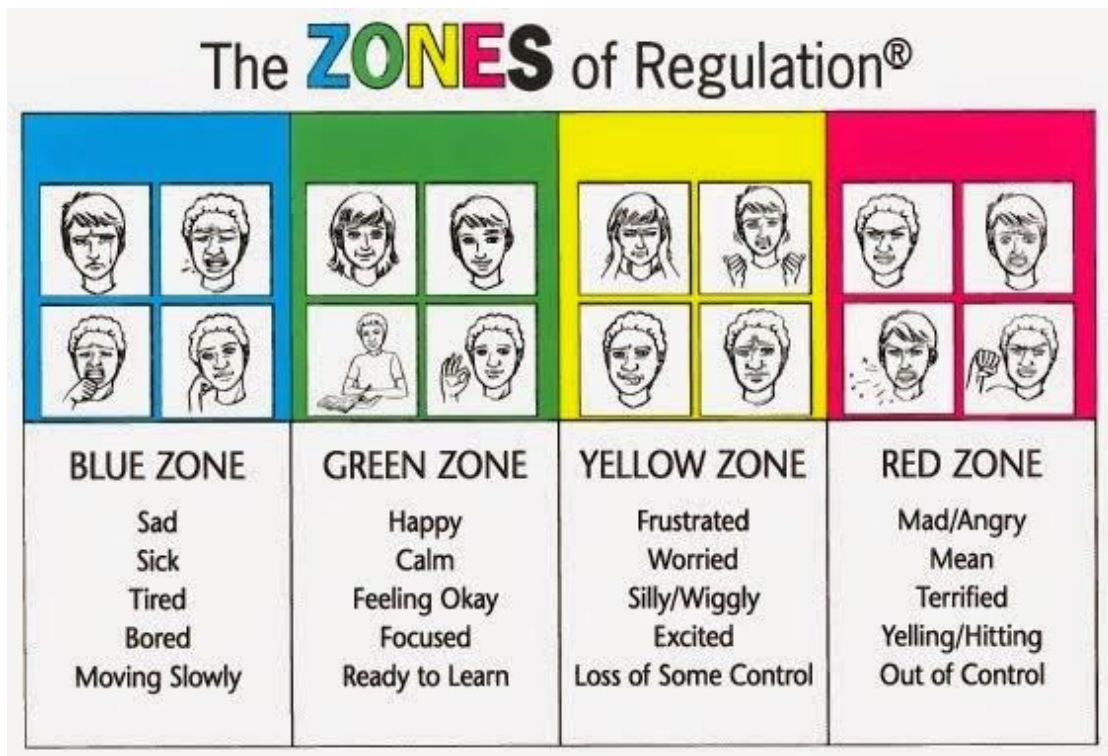 The ZONES of Regulation®
BLUE ZONE
Sad
Sick
Tired
Bored
Moving Slowly
GREEN ZONE
Happy
Calm
Feeling Okay
Focused
Ready to Learn
YELLOW ZONE
Frustrated
Worried
Silly/Wiggly
Excited
Loss of Some Control
RED ZONE
Mad/Angry
Mean
Terrified
Yelling/Hitting
Out of Control